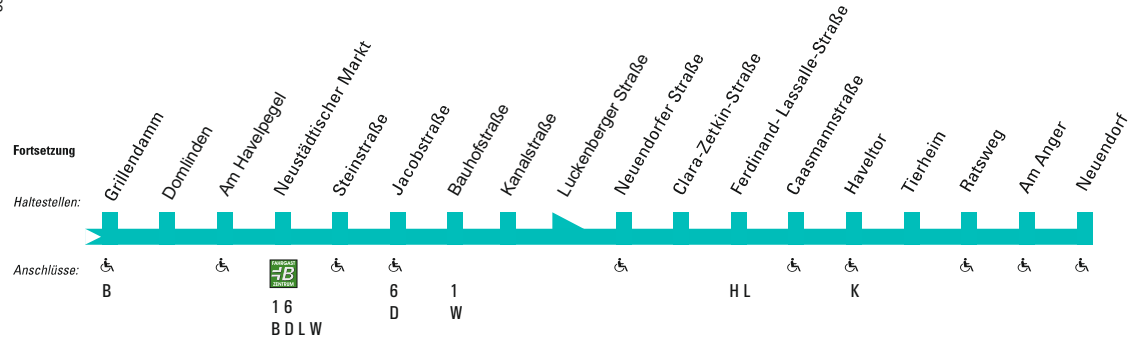 Fortsetzung
Haltestellen:
Grillendamm
Domlinden
Am Havelpegel
Neustädtischer Markt
Steinstraße
Jacobstraße
Bauhofstraße
Kanalstraße
Luckenberger Straße
Neuendorfer Straße
Clara-Zetkin-Straße
Ferdinand- Lassalle-Straße
Caasmannstraße
Haveltor
Tierheim
Ratsweg
Am Anger
Neuendorf
Anschlüsse:
B
FAHRGAST
B
ZENTRUM
1 6
B D L W
6
D
1
W
H L
K